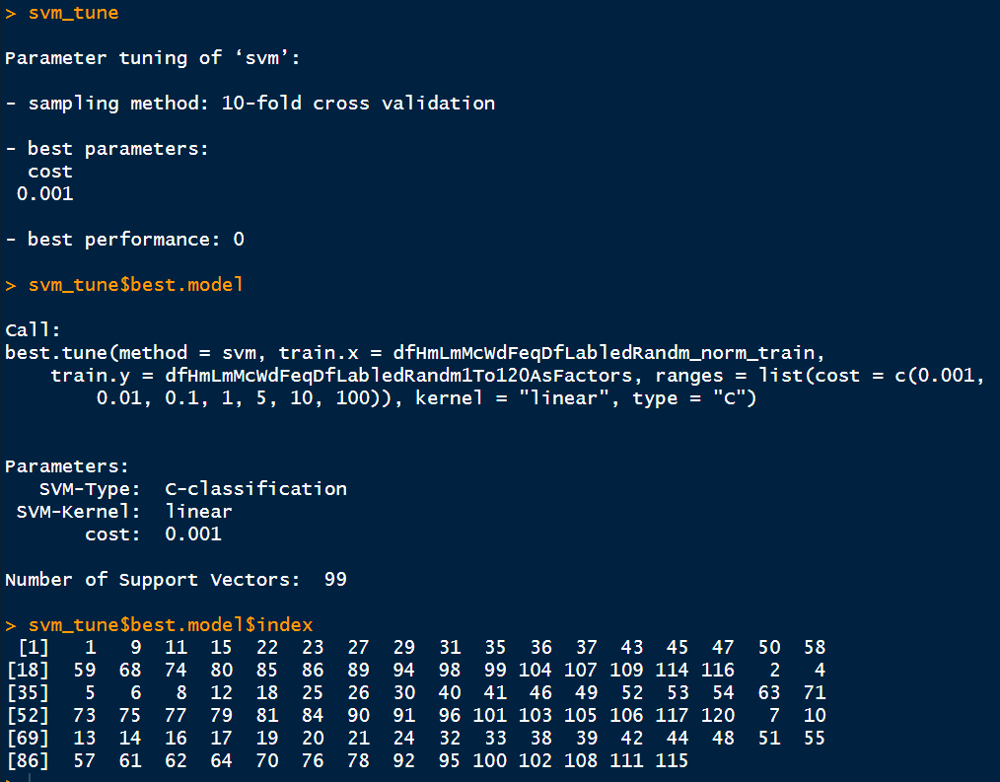 > svm_tune
Parameter tuning of ‘svm’:
- sampling method: 10-fold cross validation
- best parameters:
  cost
 0.001
- best performance: 0
> svm_tune$best.model
Call:
best.tune(method = svm, train.x = dfHmLmMcWdFeqDfLabledRandm_norm_train,
    train.y = dfHmLmMcWdFeqDfLabledRandm1To120AsFactors, ranges = list(cost = c(0.001,
        0.01, 0.1, 1, 5, 10, 100)), kernel = "linear", type = "C")
Parameters:
   SVM-Type:  C-classification
 SVM-Kernel:  linear
       cost:  0.001
Number of Support Vectors:  99
> svm_tune$best.model$index
 [1]   1   9  11  15  22  23  27  29  31  35  36  37  43  45  47  50  58
[18]  59  68  74  80  85  86  89  94  98  99 104 107 109 114 116   2   4
[35]   5   6   8  12  18  25  26  30  40  41  46  49  52  53  54  63  71
[52]  73  75  77  79  81  84  90  91  96 101 103 105 106 117 120   7  10
[69]  13  14  16  17  19  20  21  24  32  33  38  39  42  44  48  51  55
[86]  57  61  62  64  70  76  78  92  95 100 102 108 111 115
>